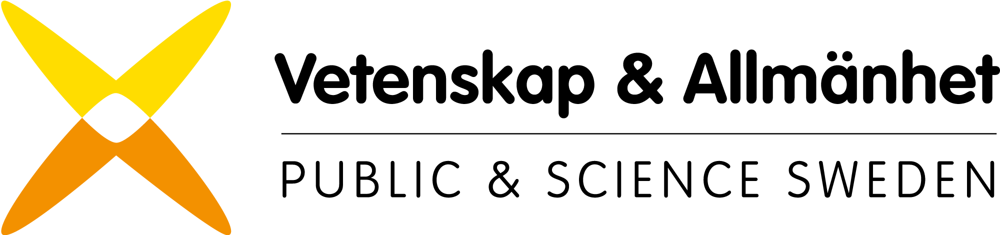 Vetenskap & Allmänhet
PUBLIC & SCIENCE SWEDEN